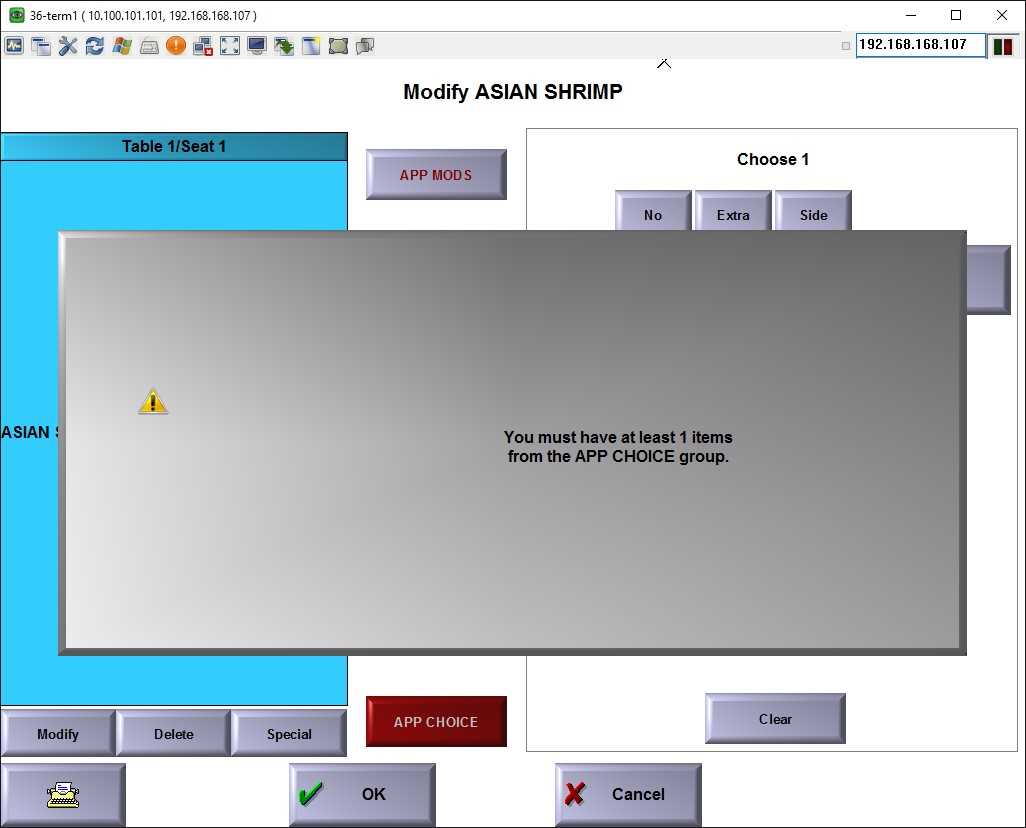 36-term1 ( 10.100.101.101, 192.168.168.107 )
192.168.168.107
Modify ASIAN SHRIMP
Table 1/Seat 1
APP MODS
Choose 1
No
Extra
Side
ASIAN
You must have at least 1 items
from the APP CHOICE group.
APP CHOICE
Clear
Modify
Delete
Special
OK
Cancel